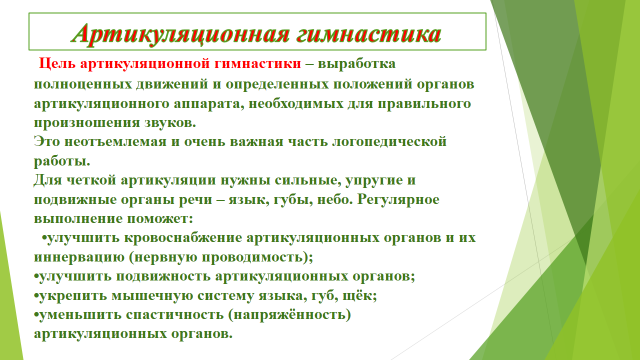 Артикуляционная гимнастика
Цель артикуляционной гимнастики – выработка
полноценных движений и определенных положений органов
артикуляционного аппарата, необходимых для правильного
произношения звуков.
Это неотъемлемая и очень важная часть логопедической
работы.
Для четкой артикуляции нужны сильные, упругие и
подвижные органы речи – язык, губы, небо. Регулярное
выполнение поможет:
•улучшить кровоснабжение артикуляционных органов и их
иннервацию (нервную проводимость);
•улучшить подвижность артикуляционных органов;
•укрепить мышечную систему языка, губ, щёк;
•уменьшить спастичность (напряжённость)
артикуляционных органов.